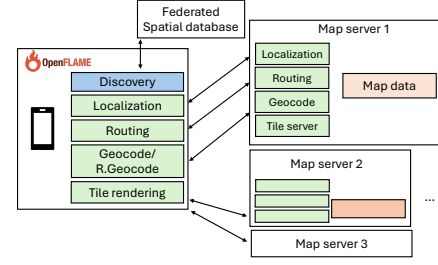 Federated
Spatial database
OpenFLAME
Discovery
Localization
Routing
Geocode/
R.Geocode
Tile rendering
Map server 1
Localization
Routing
Geocode
Tile server
Map data
Map server 2
...
Map server 3